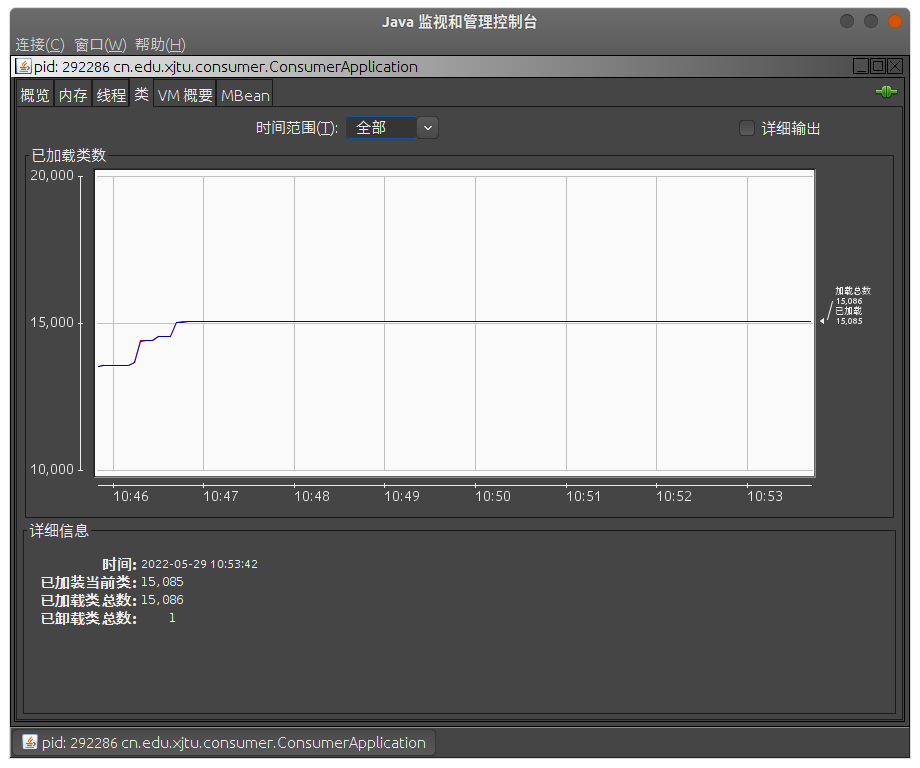 Java 监视和管理控制台
连接(C) 窗口(W) 帮助(H)
pid: 292286 cn.edu.xjtu.consumer.ConsumerApplication
概览 内存 线程 类 VM 概要 MBean
时间范围(T): 全部 详细输出
已加载类数
20,000
15,000
10,000
加载总数
15,086
已加载
15,085
10:46 10:47 10:48 10:49 10:50 10:51 10:52 10:53
详细信息
时间: 2022-05-29 10:53:42
已加装当前类: 15,085
已加载类总数: 15,086
已卸载类总数: 1
pid: 292286 cn.edu.xjtu.consumer.ConsumerApplication